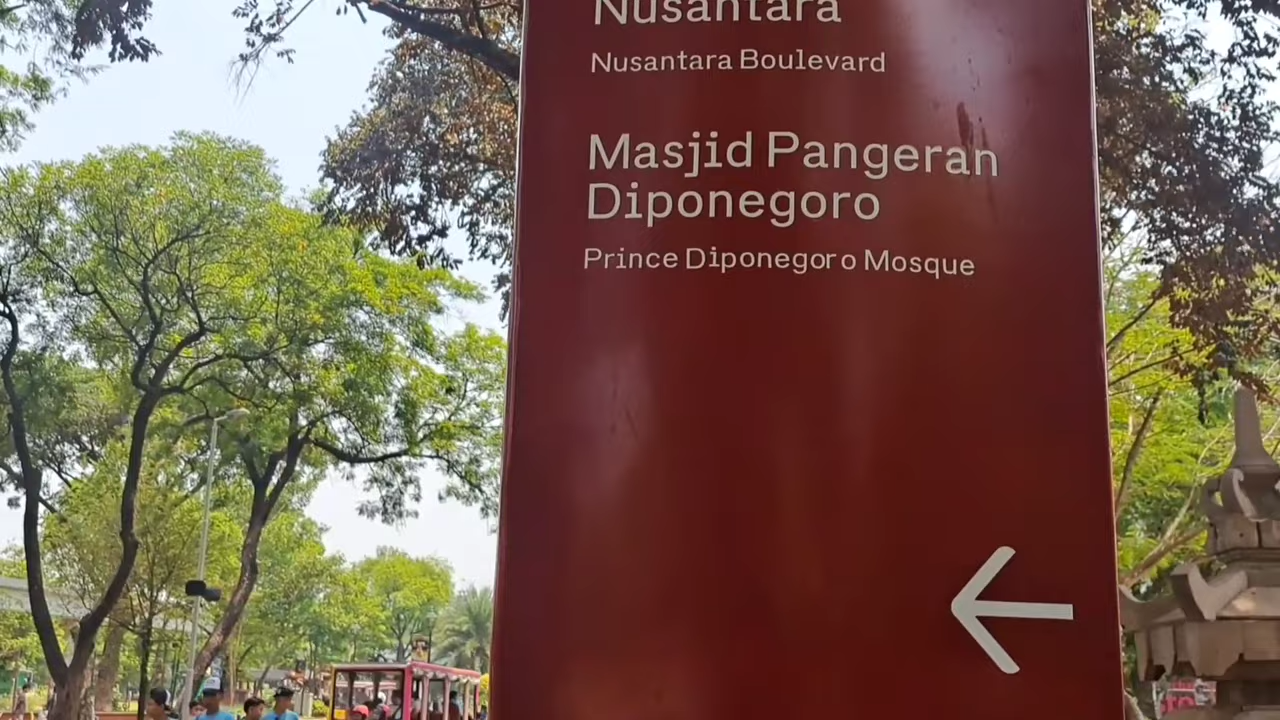 Nusantara
Nusantara Boulevard
Masjid Pangeran
Diponegoro
Prince Diponegoro Mosque